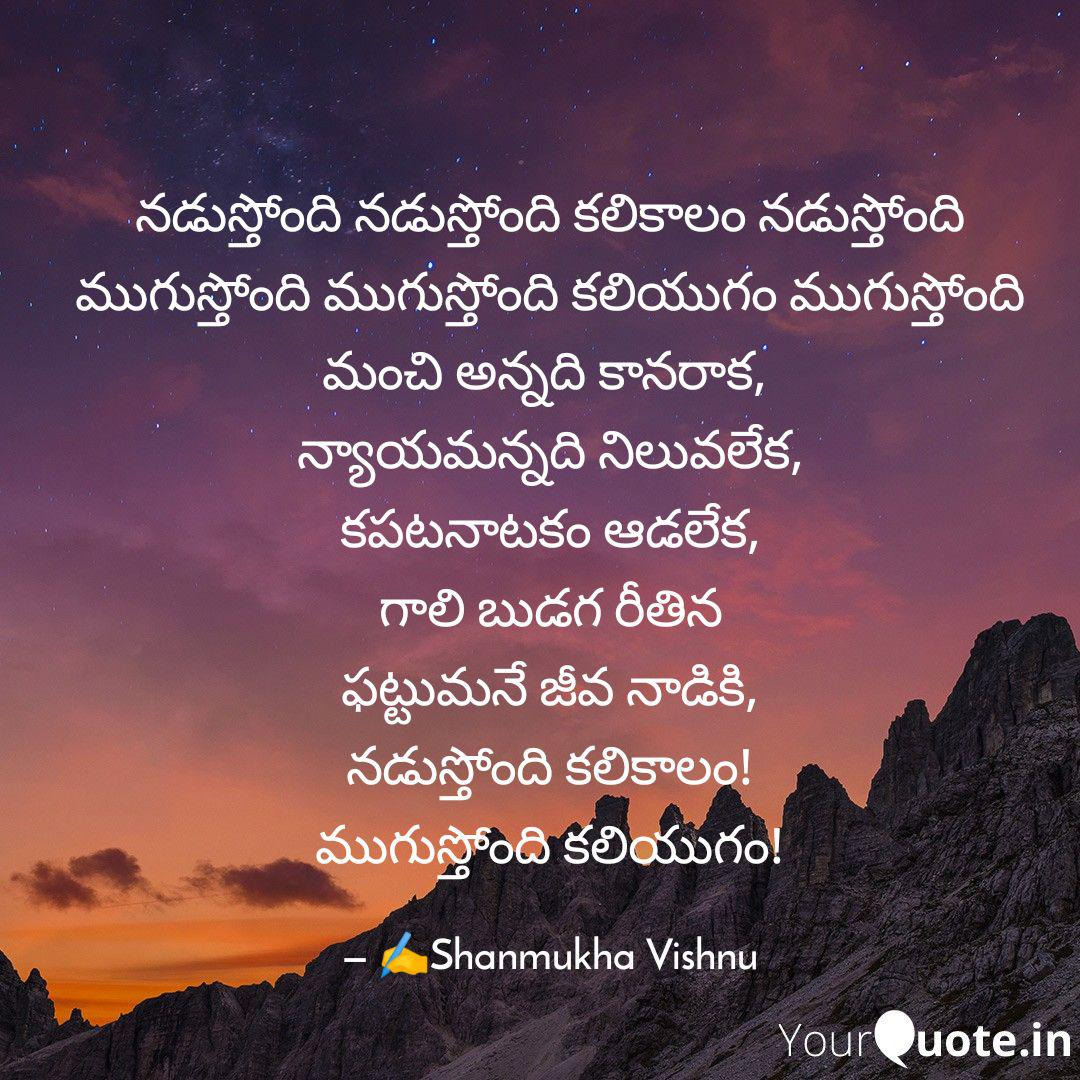 నడుస్తోంది నడుస్తోంది కలికాలం నడుస్తోంది
ముగుస్తోంది ముగుస్తోంది కలియుగం ముగుస్తోంది
మంచి అన్నది కానరాక,
న్యాయమన్నది నిలువలేక,
కపటనాటకం ఆడలేక,
గాలి బుడగ రీతిన
ఫట్టుమనే జీవ నాడికి,
నడుస్తోంది కలికాలం!
ముగుస్తోంది కలియుగం!
– ✍️Shanmukha Vishnu
YourQuote.in